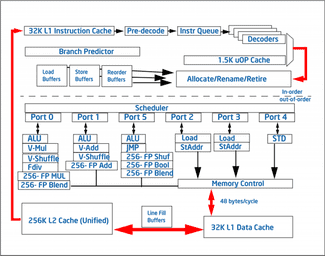 32K L1 Instruction Cache
Pre-decode
Instr Queue
Decoders
Branch Predictor
1.5K uOP Cache
Load Buffers
Store Buffers
Reorder Buffers
Allocate/Rename/Retire
In-order
out-of-order
Scheduler
Port 0
Port 1
Port 5
Port 2
Port 3
Port 4
ALU
V-Mul
V-Shuffle
Fdiv
256- FP MUL
256- FP Blend
ALU
V-Add
V-Shuffle
256- FP Add
ALU
JMP
256- FP Shuf
256- FP Bool
256- FP Blend
Load
StAddr
Load
StAddr
STD
Memory Control
48 bytes/cycle
256K L2 Cache (Unified)
Line Fill Buffers
32K L1 Data Cache